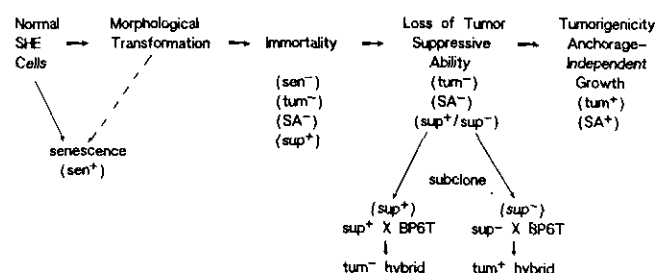 Normal
SHE
Cells
Morphological
Transformation
Immortality
(sen⁻)
(tum⁻)
(SA⁻)
(sup⁺)
Loss of Tumor
Suppressive
Ability
(tum⁻)
(SA⁻)
(sup⁺/sup⁻)
Tumorigenicity
Anchorage-
Independent
Growth
(tum⁺)
(SA⁺)
senescence
(sen⁺)
subclone
(sup⁺)
sup⁺ X BP6T
tum⁻ hybrid
(sup⁻)
sup- X BP6T
tum⁺ hybrid